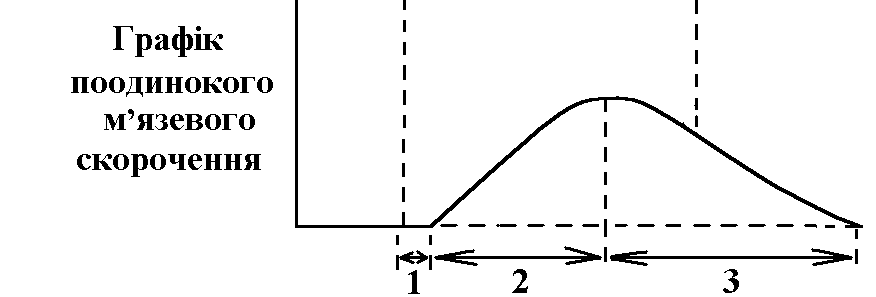 Графік
поодинокого
м’язевого
скорочення
1
2
3